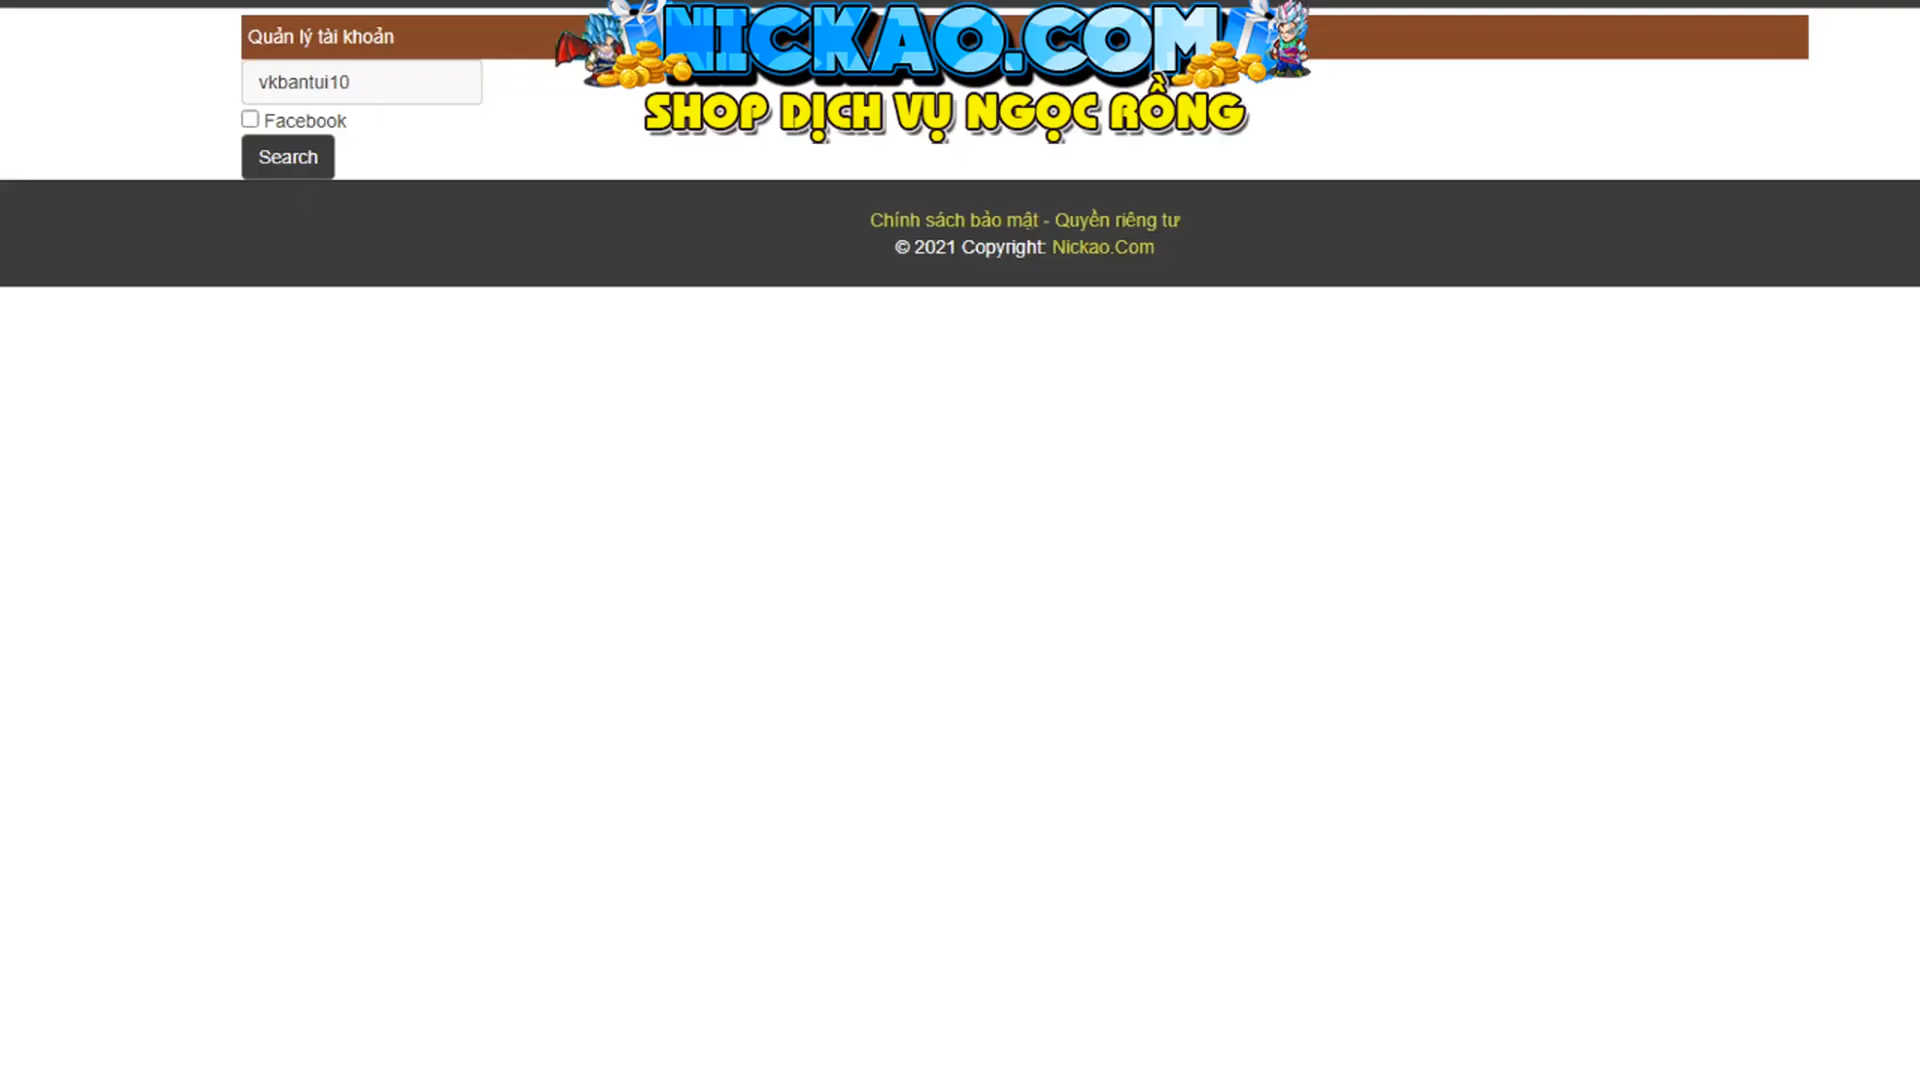 Quản lý tài khoản
NICKAO.COM
SHOP DỊCH VỤ NGỌC RỒNG
vkbantui10
Facebook
Search
Chính sách bảo mật - Quyền riêng tư
© 2021 Copyright: Nickao.Com